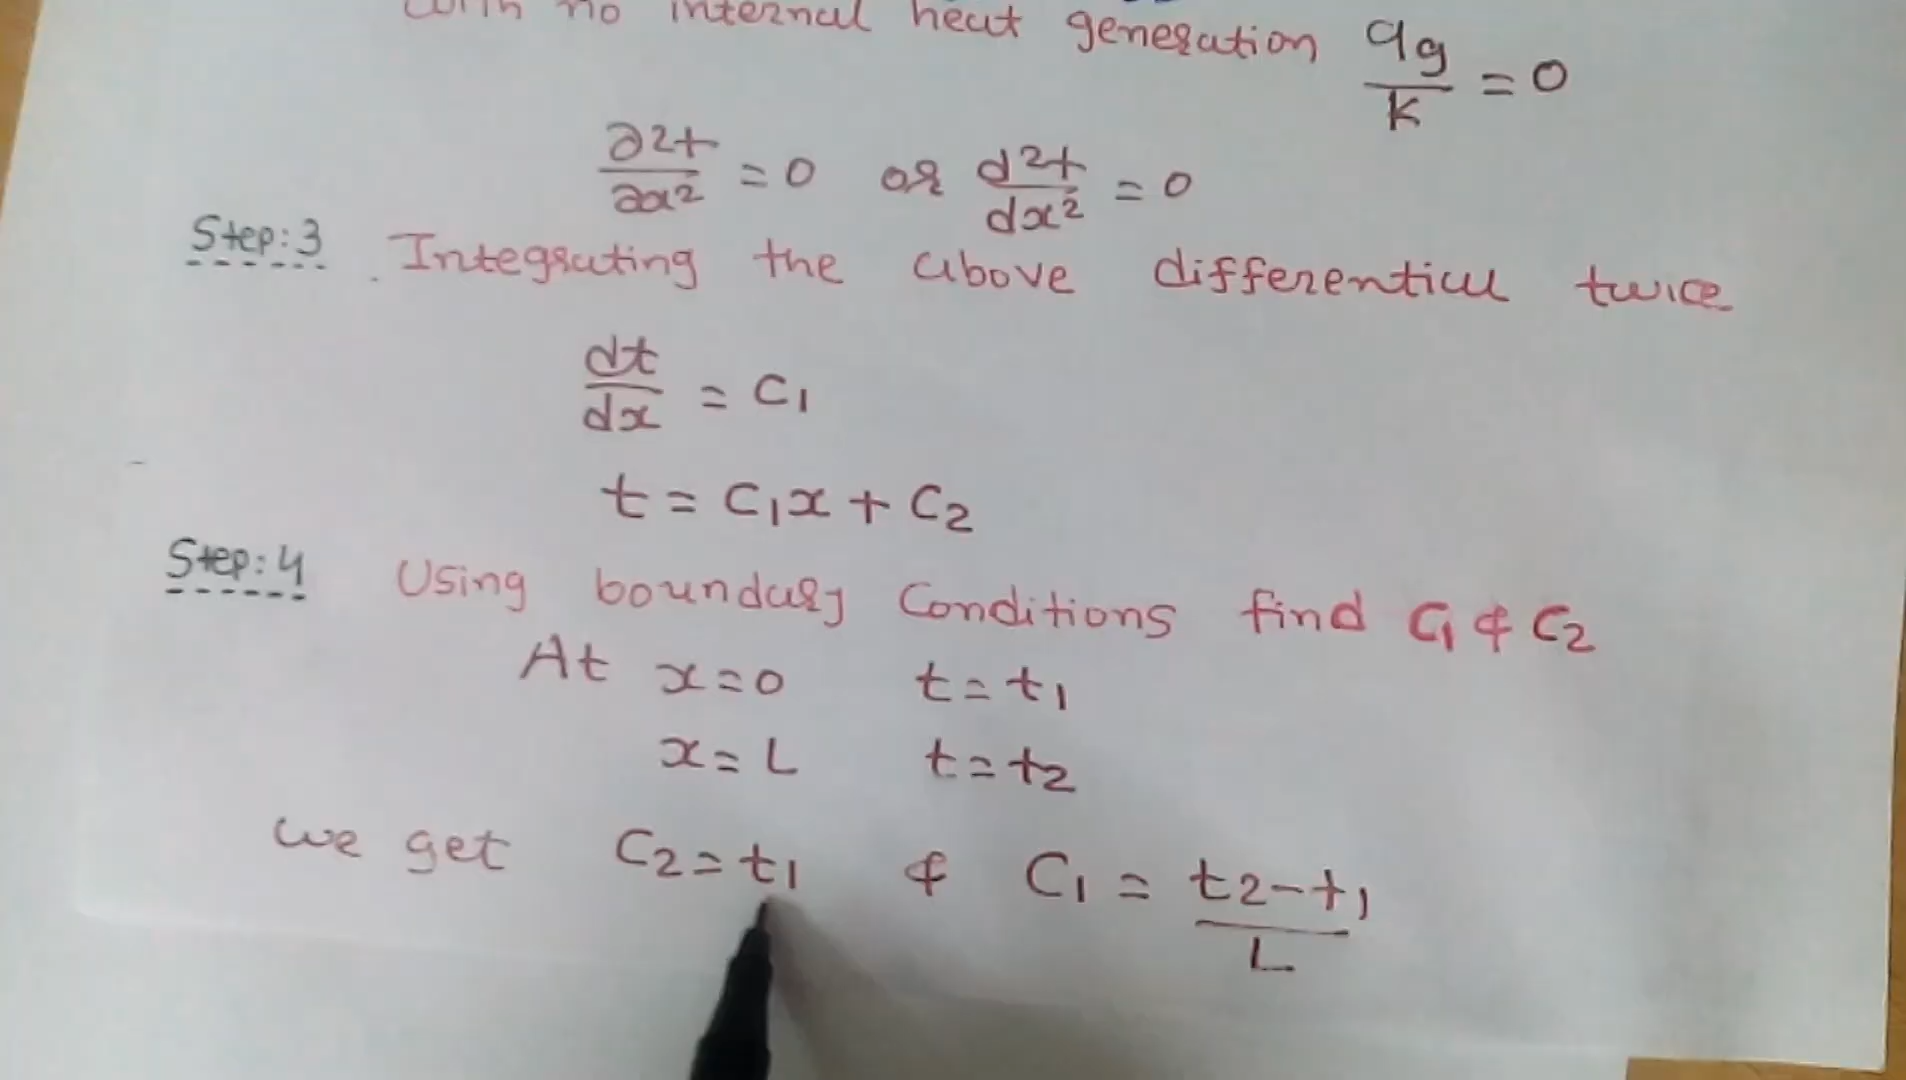 With no internal heat generation qg/k = 0
∂2t/∂x2 = 0 or d2t/dx2 = 0
Step:3 Integrating the above differential twice
dt/dx = C1
t = C1x + C2
Step:4 Using boundary Conditions find C1 & C2
At x=0 t=t1
x=L t=t2
we get C2=t1 & C1 = t2-t1/L